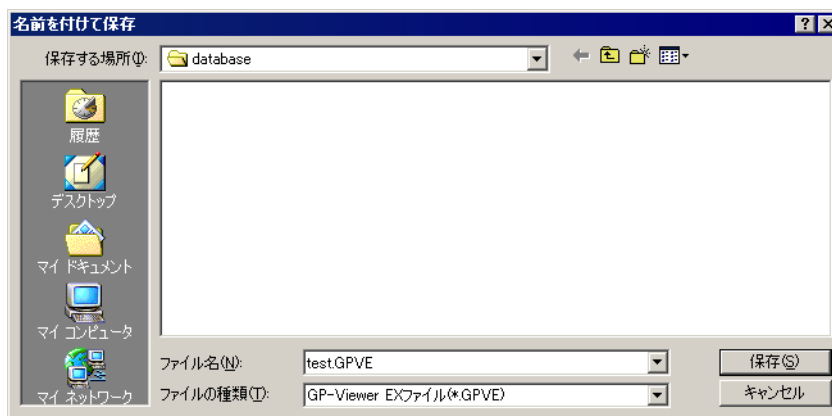 名前を付けて保存
保存する場所(I):
database
履歴
デスクトップ
マイ ドキュメント
マイ コンピュータ
マイ ネットワーク
ファイル名(N):
test.GPVE
保存(S)
ファイルの種類(T):
GP-Viewer EXファイル(*.GPVE)
キャンセル